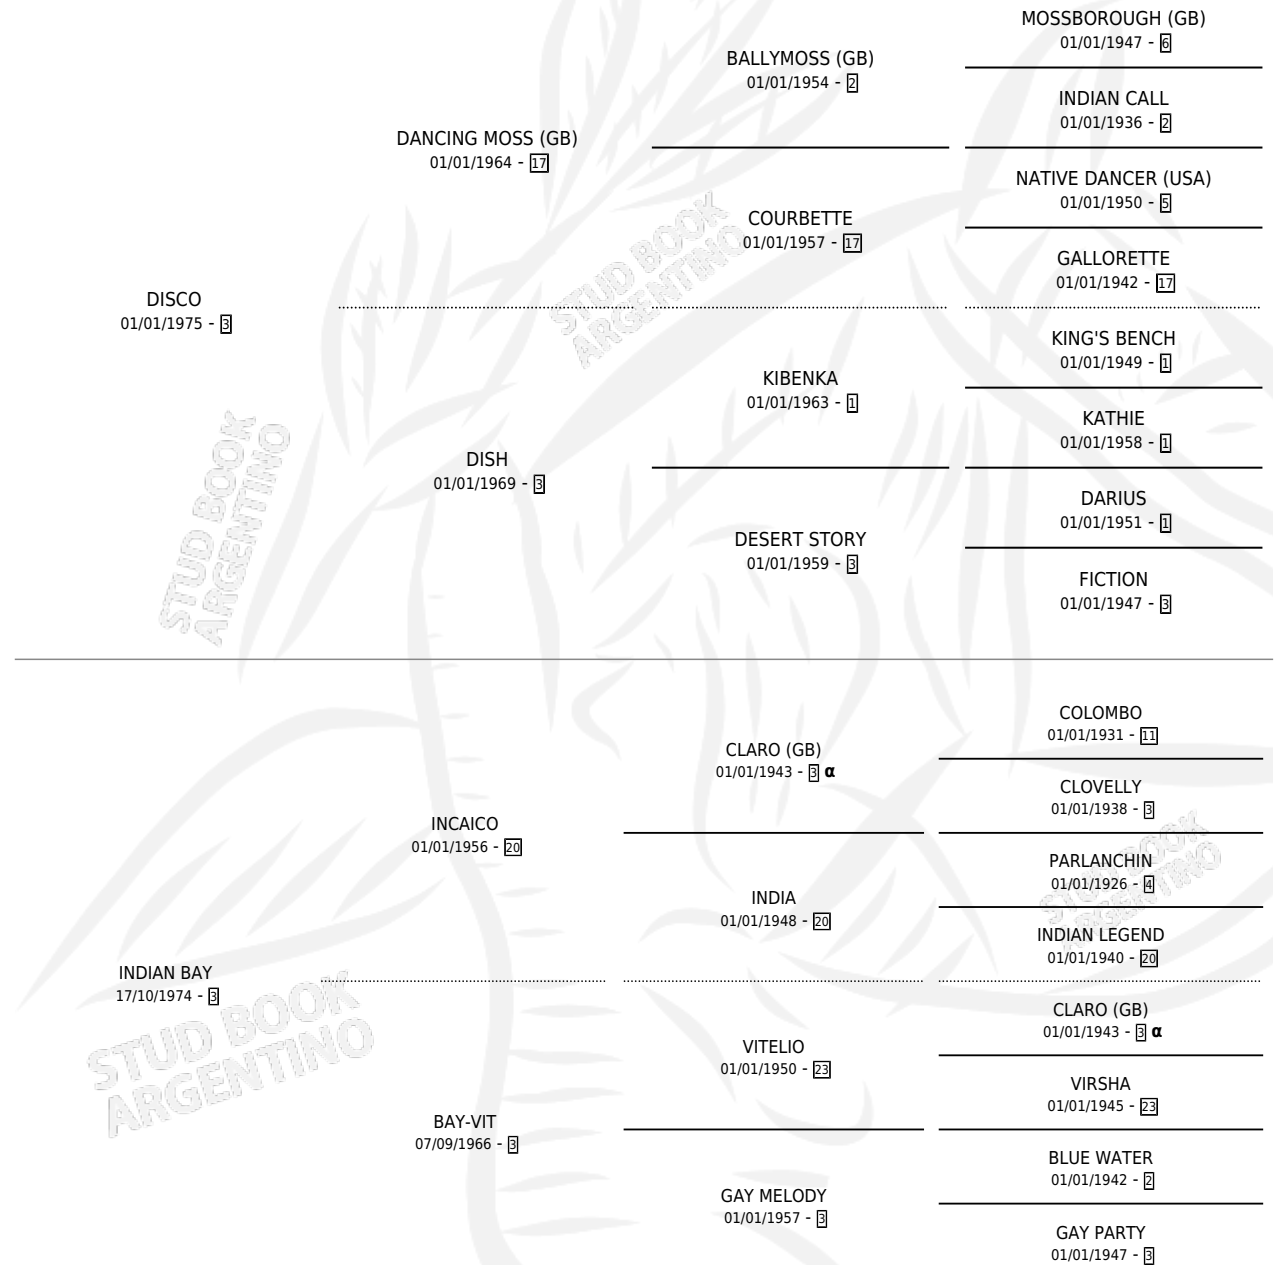 MOSSBOROUGH (GB)
01/01/1947 - 6
BALLYMOSS (GB)
01/01/1954 - 2
INDIAN CALL
01/01/1936 - 2
DANCING MOSS (GB)
01/01/1964 - 17
NATIVE DANCER (USA)
01/01/1950 - 5
COURBETTE
01/01/1957 - 17
GALLORETTE
01/01/1942 - 17
STUD BOOK
ARGENTINO
DISCO
01/01/1975 - 3
KING'S BENCH
01/01/1949 - 1
KIBENKA
01/01/1963 - 1
KATHIE
01/01/1958 - 1
DISH
01/01/1969 - 3
DARIUS
01/01/1951 - 1
DESERT STORY
01/01/1959 - 3
FICTION
01/01/1947 - 3
STUD BOOK
ARGENTINO
COLOMBO
01/01/1931 - 11
CLARO (GB)
01/01/1943 - 3 α
CLOVELLY
01/01/1938 - 3
INCAICO
01/01/1956 - 20
PARLANCHIN
01/01/1926 - 4
INDIA
01/01/1948 - 20
INDIAN LEGEND
01/01/1940 - 20
STUD BOOK
ARGENTINO
INDIAN BAY
17/10/1974 - 3
CLARO (GB)
01/01/1943 - 3 α
VITELIO
01/01/1950 - 23
VIRSHA
01/01/1945 - 23
STUD BOOK
ARGENTINO
BAY-VIT
07/09/1966 - 3
BLUE WATER
01/01/1942 - 2
GAY MELODY
01/01/1957 - 3
GAY PARTY
01/01/1947 - 3